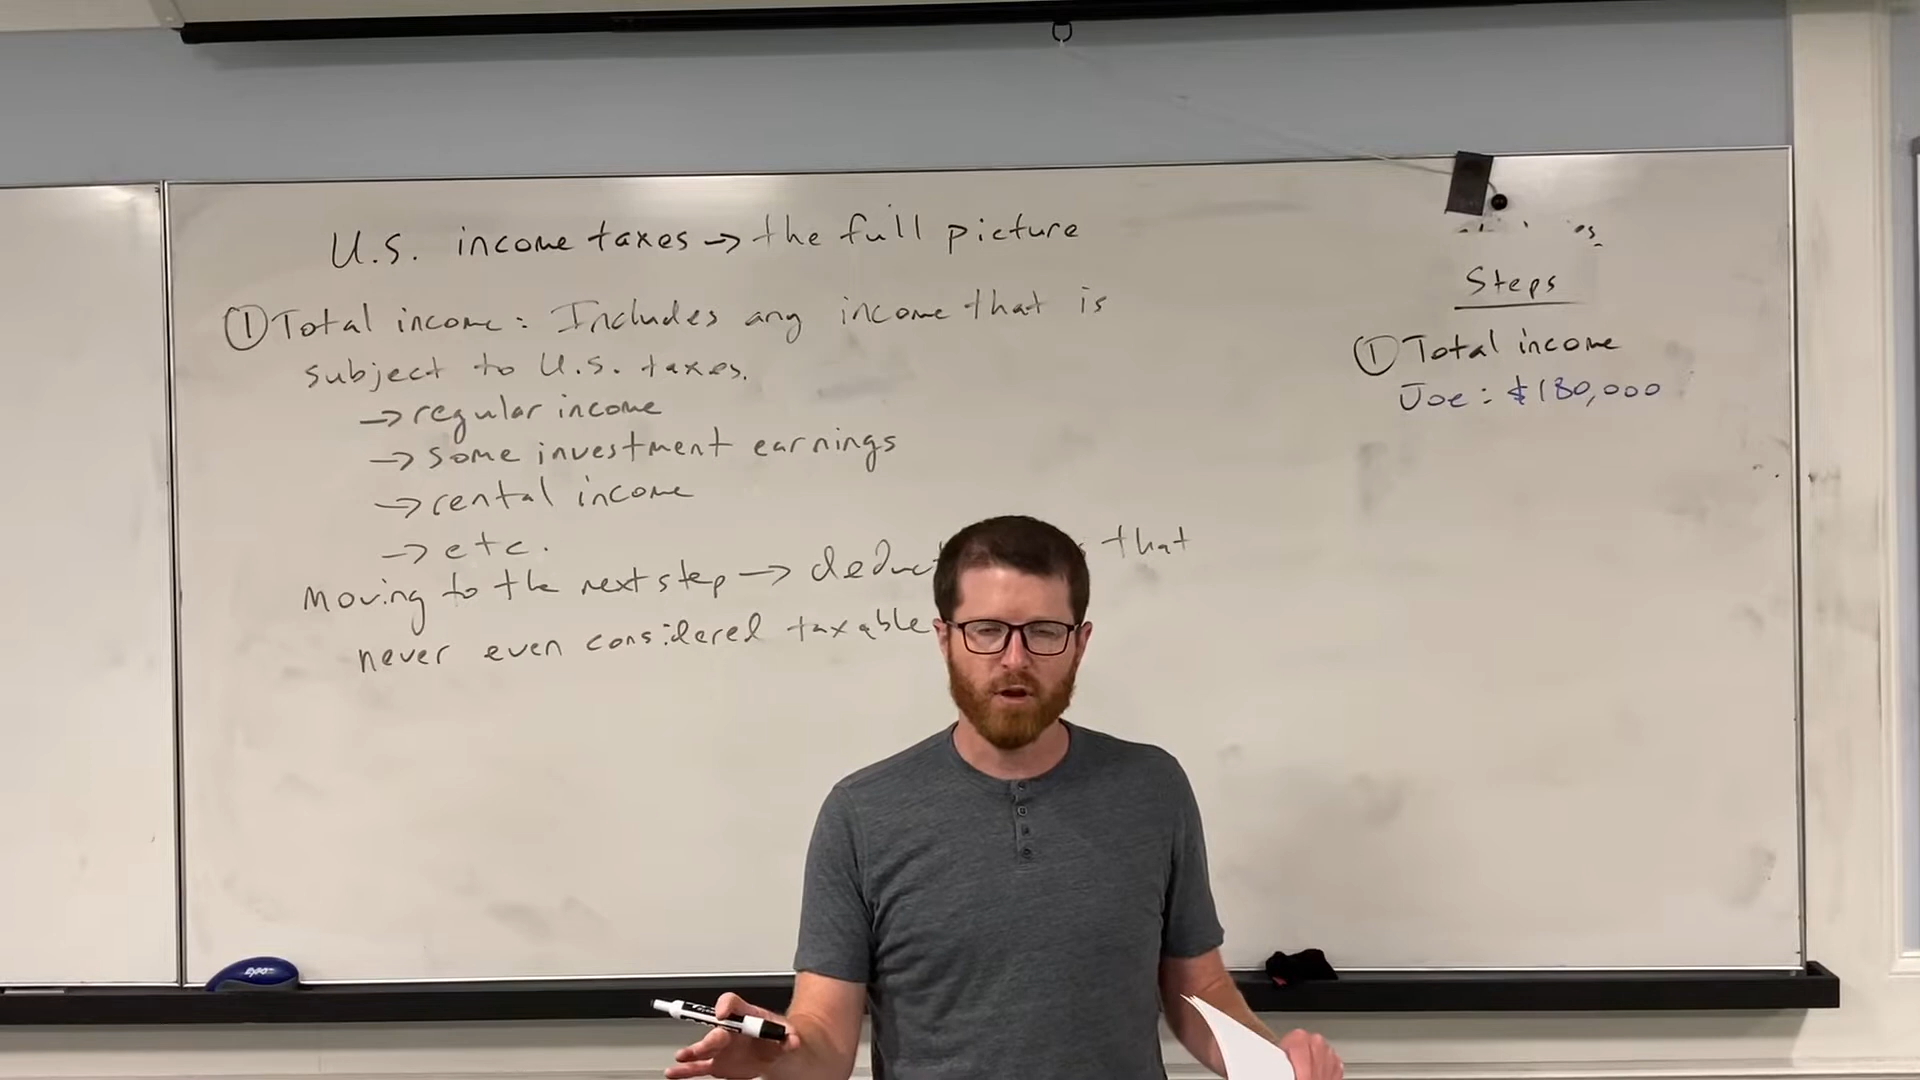 U.S. income taxes → the full picture
① Total income: Includes any income that is
subject to U.S. taxes.
→ regular income
→ some investment earnings
→ rental income
→ etc.
Moving to the next step → that
never even considered taxable
Steps
① Total income
Joe: $180,000
EXPO